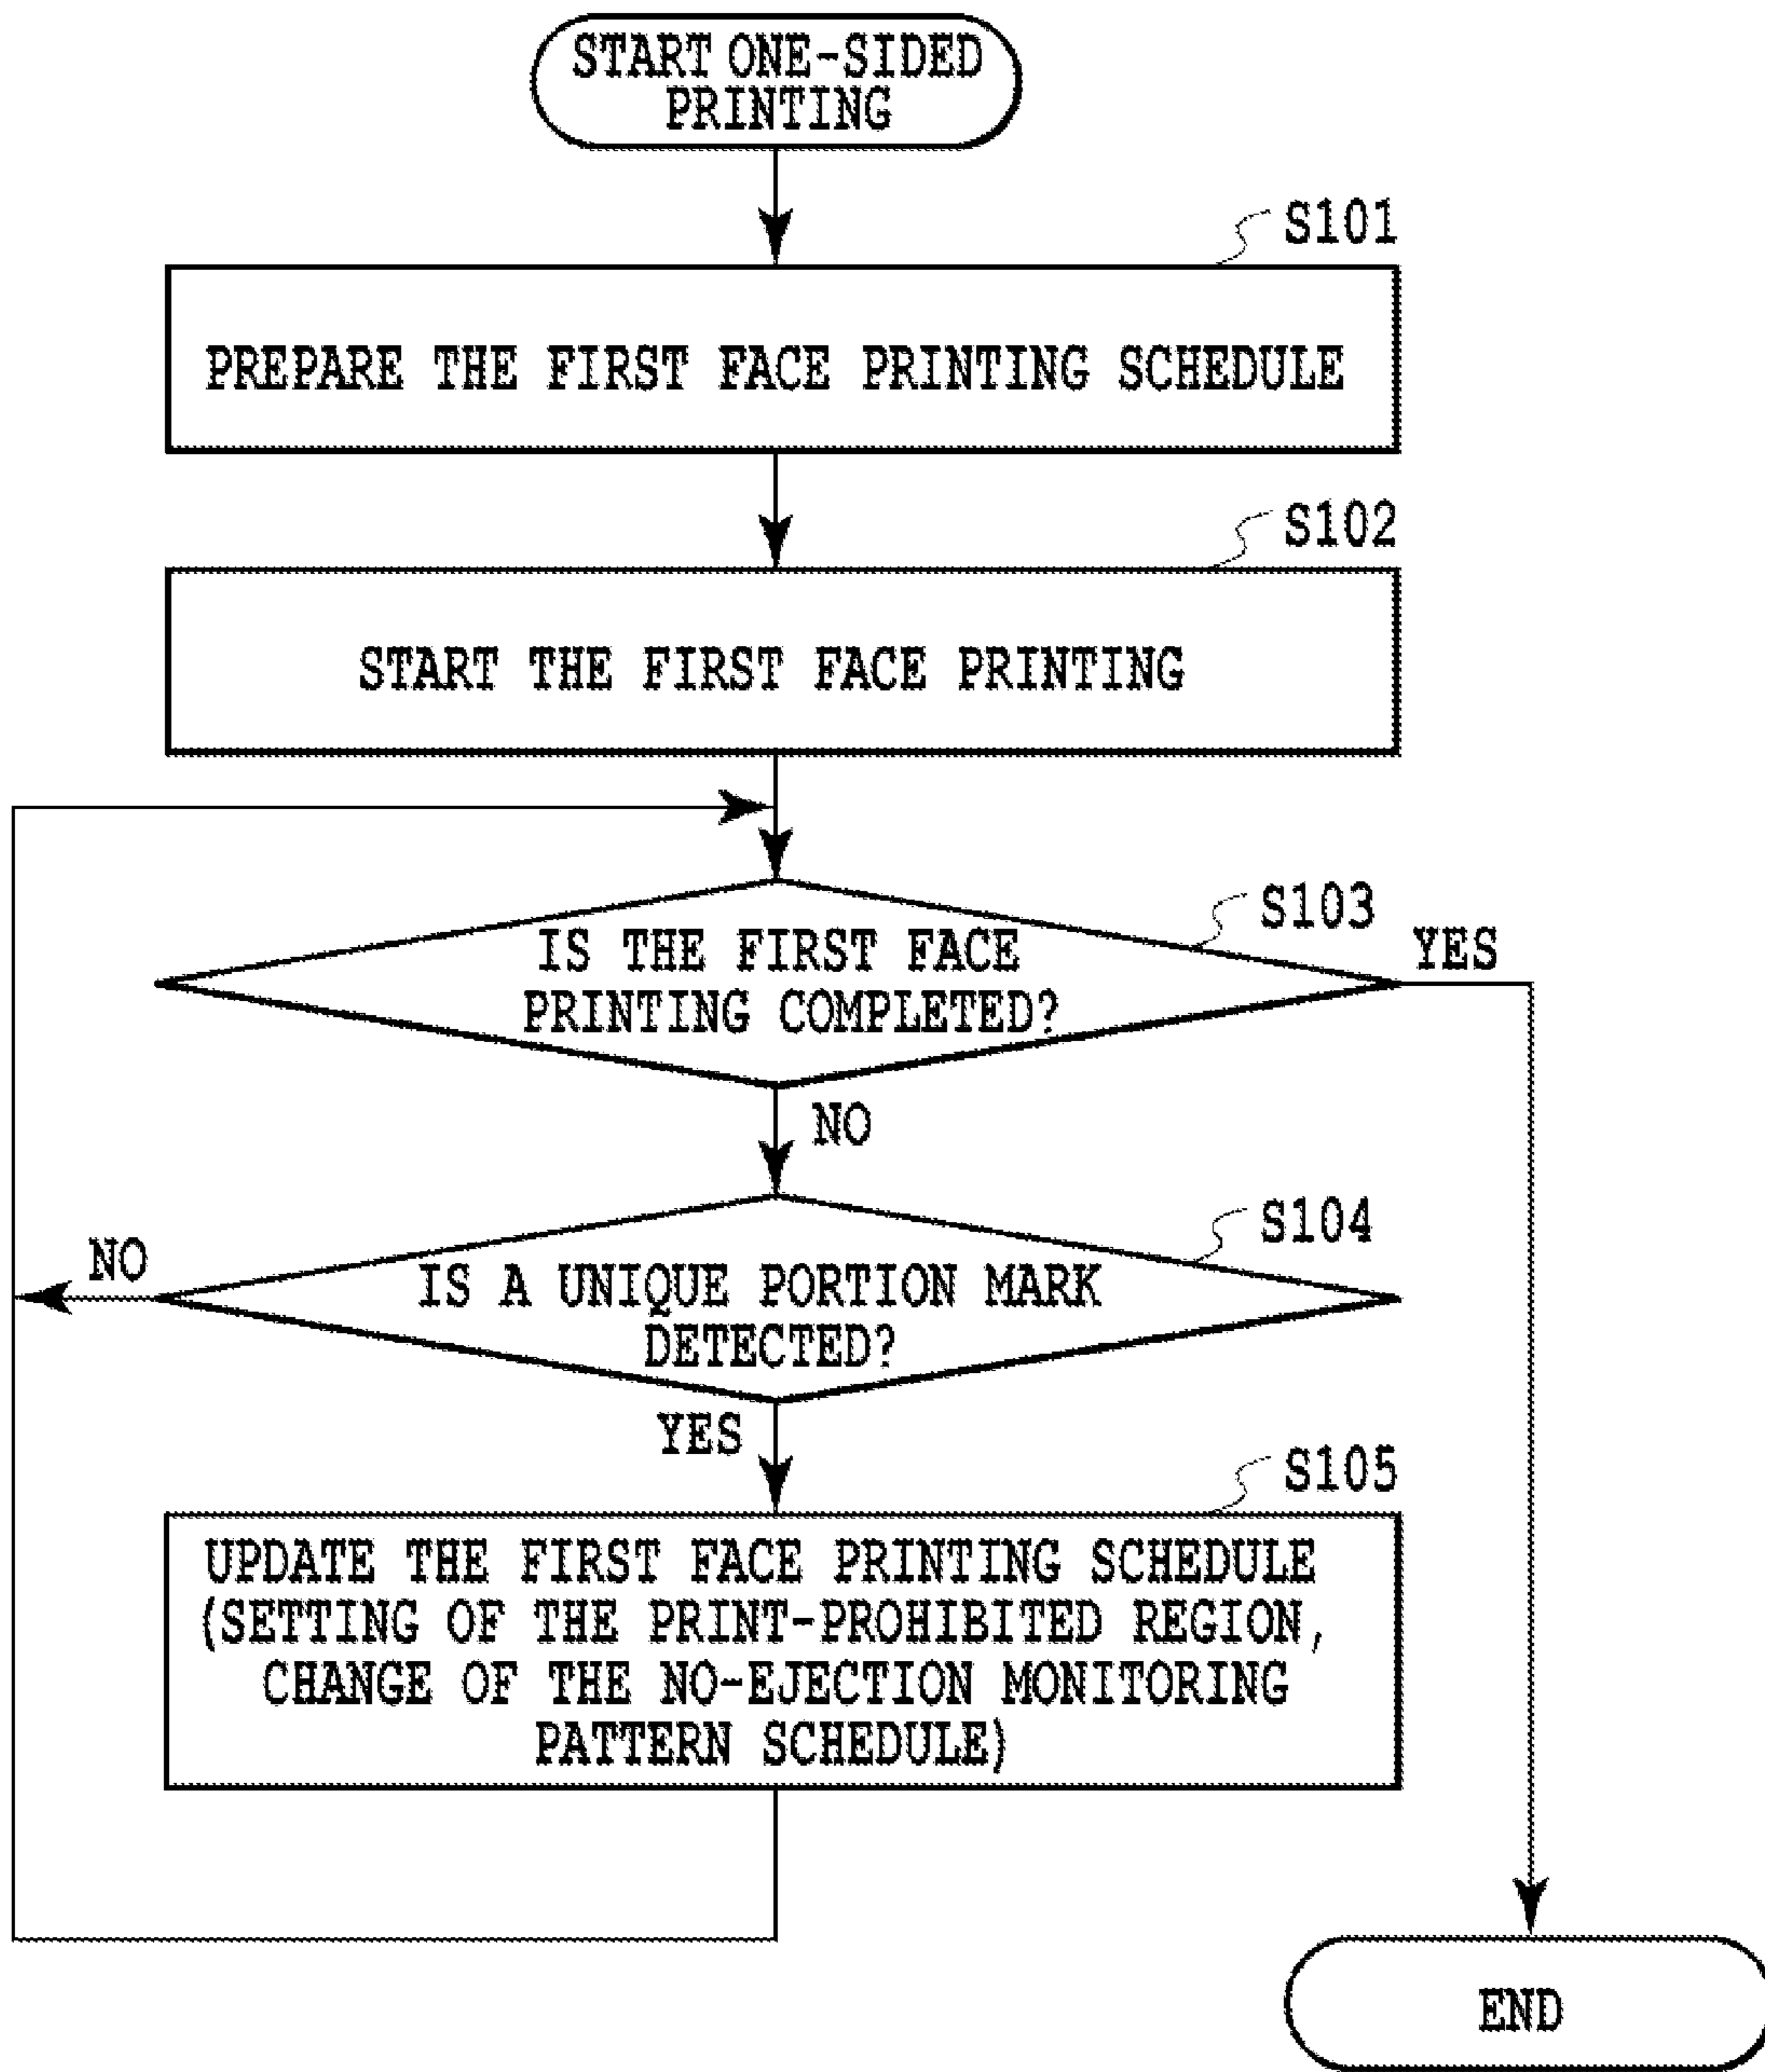 START ONE-SIDED
PRINTING
S101
PREPARE THE FIRST FACE PRINTING SCHEDULE
S102
START THE FIRST FACE PRINTING
S103
YES
IS THE FIRST FACE
PRINTING COMPLETED?
NO
S104
NO
IS A UNIQUE PORTION MARK
DETECTED?
YES
S105
UPDATE THE FIRST FACE PRINTING SCHEDULE
(SETTING OF THE PRINT-PROHIBITED REGION,
CHANGE OF THE NO-EJECTION MONITORING
PATTERN SCHEDULE)
END